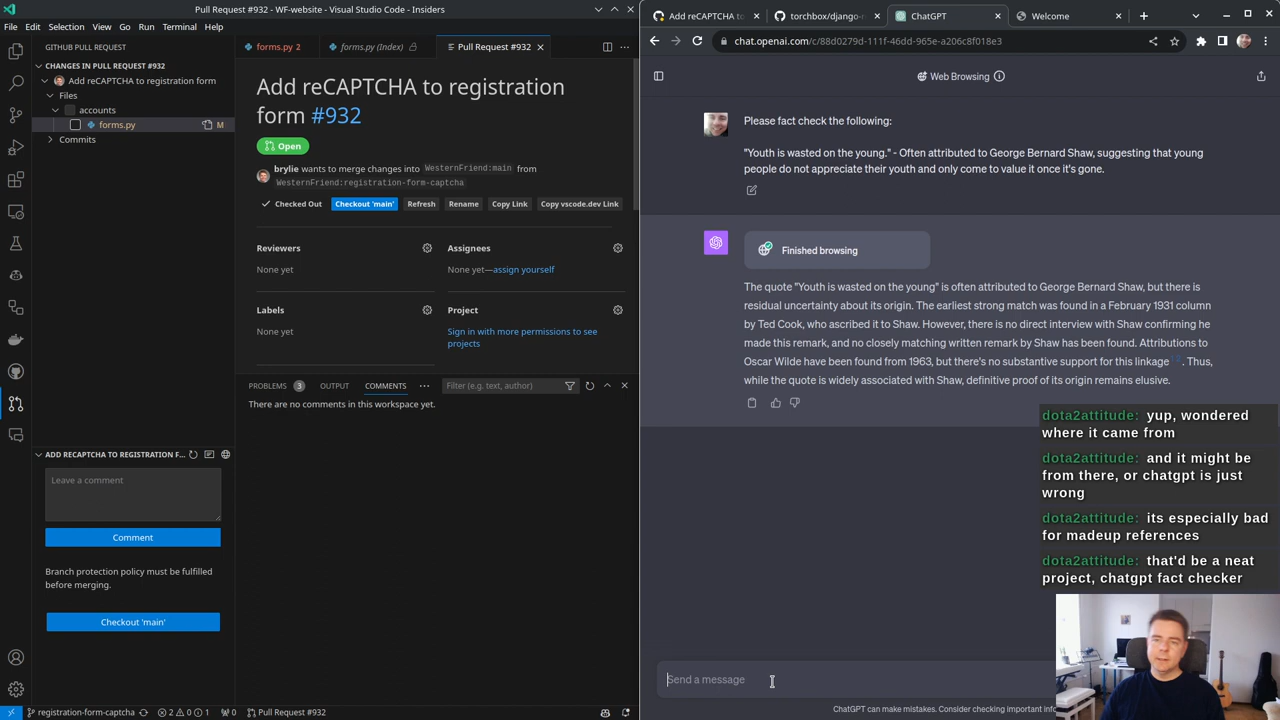 Pull Request #932 - WF-website - Visual Studio Code - Insiders
File Edit Selection View Go Run Terminal Help
GITHUB PULL REQUEST
CHANGES IN PULL REQUEST #932
Add reCAPTCHA to registration form
Files
accounts
forms.py M
Commits
ADD RECAPTCHA TO REGISTRATION F...
Leave a comment
Comment
Branch protection policy must be fulfilled
before merging.
Checkout 'main'
forms.py 2
forms.py (Index)
Pull Request #932
Add reCAPTCHA to registration
form #932
Open
brylie wants to merge changes into WesternFriend:main from
WesternFriend:registration-form-captcha
Checked Out Checkout 'main' Refresh Rename Copy Link Copy vscode.dev Link
Reviewers
None yet
Assignees
None yet—assign yourself
Labels
None yet
Project
Sign in with more permissions to see
projects
PROBLEMS 3 OUTPUT COMMENTS ···
Filter (e.g. text, author)
There are no comments in this workspace yet.
registration-form-captcha 2 0 1 0 Pull Request #932
Add reCAPTCHA to
torchbox/django-r
ChatGPT
Welcome
chat.openai.com/c/88d0279d-111f-46dd-965e-a206c8f018e3
Web Browsing
Please fact check the following:
"Youth is wasted on the young." - Often attributed to George Bernard Shaw, suggesting that young
people do not appreciate their youth and only come to value it once it's gone.
Finished browsing
The quote "Youth is wasted on the young" is often attributed to George Bernard Shaw, but there is
residual uncertainty about its origin. The earliest strong match was found in a February 1931 column
by Ted Cook, who ascribed it to Shaw. However, there is no direct interview with Shaw confirming he
made this remark, and no closely matching written remark by Shaw has been found. Attributions to
Oscar Wilde have been found from 1963, but there's no substantive support for this linkage . Thus,
while the quote is widely associated with Shaw, definitive proof of its origin remains elusive.
dota2attitude: yup, wondered
where it came from
dota2attitude: and it might be
from there, or chatgpt is just
wrong
dota2attitude: its especially bad
for madeup references
dota2attitude: that'd be a neat
project, chatgpt fact checker
Send a message
ChatGPT can make mistakes. Consider checking important info